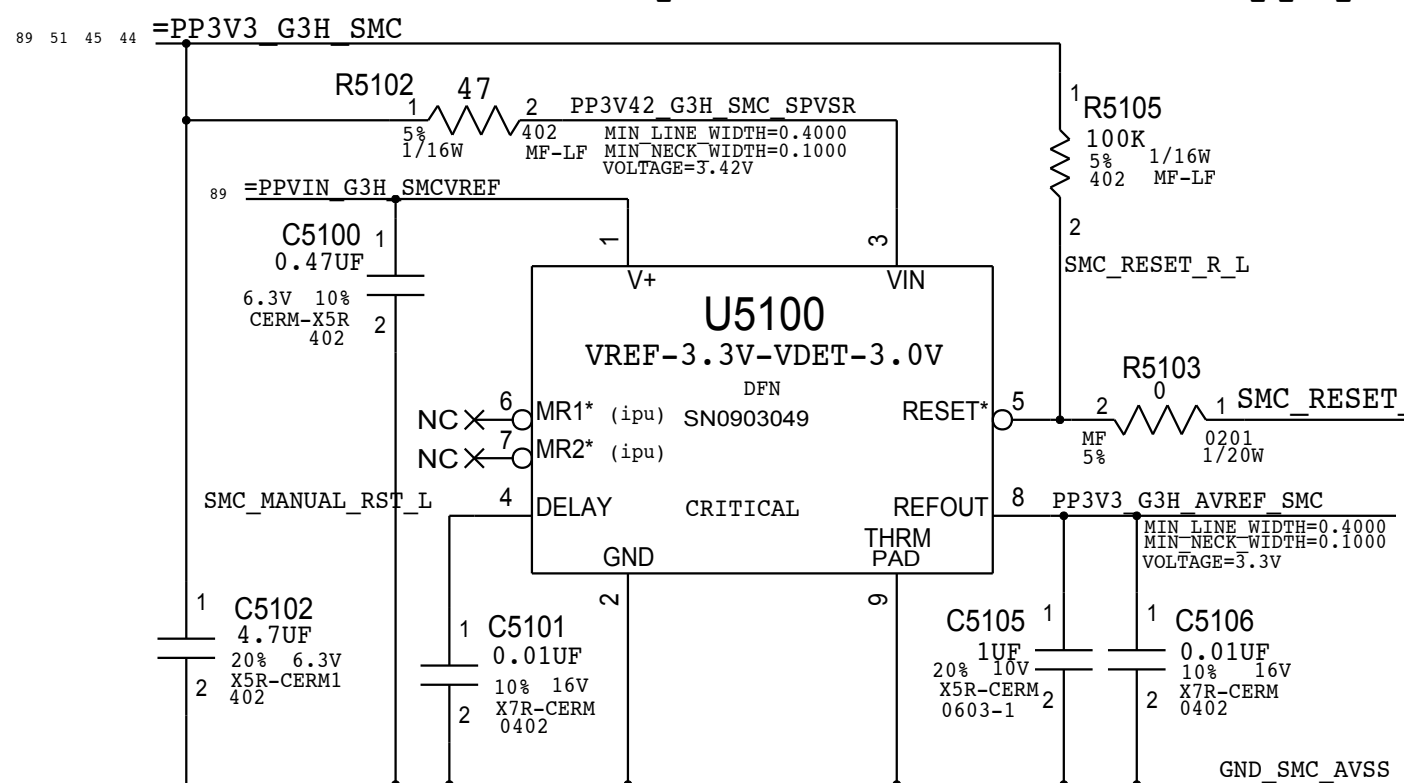 =PP3V3_G3H_SMC
89 51 45 44
R5102
47
1
2
PP3V42_G3H_SMC_SPVSR
5%
1/16W
402
MF-LF
MIN_LINE_WIDTH=0.4000
MIN_NECK_WIDTH=0.1000
VOLTAGE=3.42V
1
R5105
100K
5%
1/16W
402
MF-LF
2
89
=PPVIN_G3H_SMCVREF
C5100
1
0.47UF
6.3V 10%
CERM-X5R
402
2
1
3
SMC_RESET_R_L
V+
VIN
U5100
VREF-3.3V-VDET-3.0V
DFN
SN0903049
NC
6
MR1* (ipu)
NC
7
MR2* (ipu)
RESET*
5
R5103
0
2
1
SMC_RESET_
MF
5%
0201
1/20W
SMC_MANUAL_RST_L
4
DELAY
CRITICAL
REFOUT
8
PP3V3_G3H_AVREF_SMC
MIN_LINE_WIDTH=0.4000
MIN_NECK_WIDTH=0.1000
VOLTAGE=3.3V
GND
THRM
PAD
2
9
1
C5102
4.7UF
20% 6.3V
X5R-CERM1
402
2
1
C5101
0.01UF
10% 16V
X7R-CERM
0402
2
C5105
1
1UF
20% 10V
X5R-CERM
0603-1
2
1
C5106
0.01UF
10% 16V
X7R-CERM
0402
2
GND_SMC_AVSS